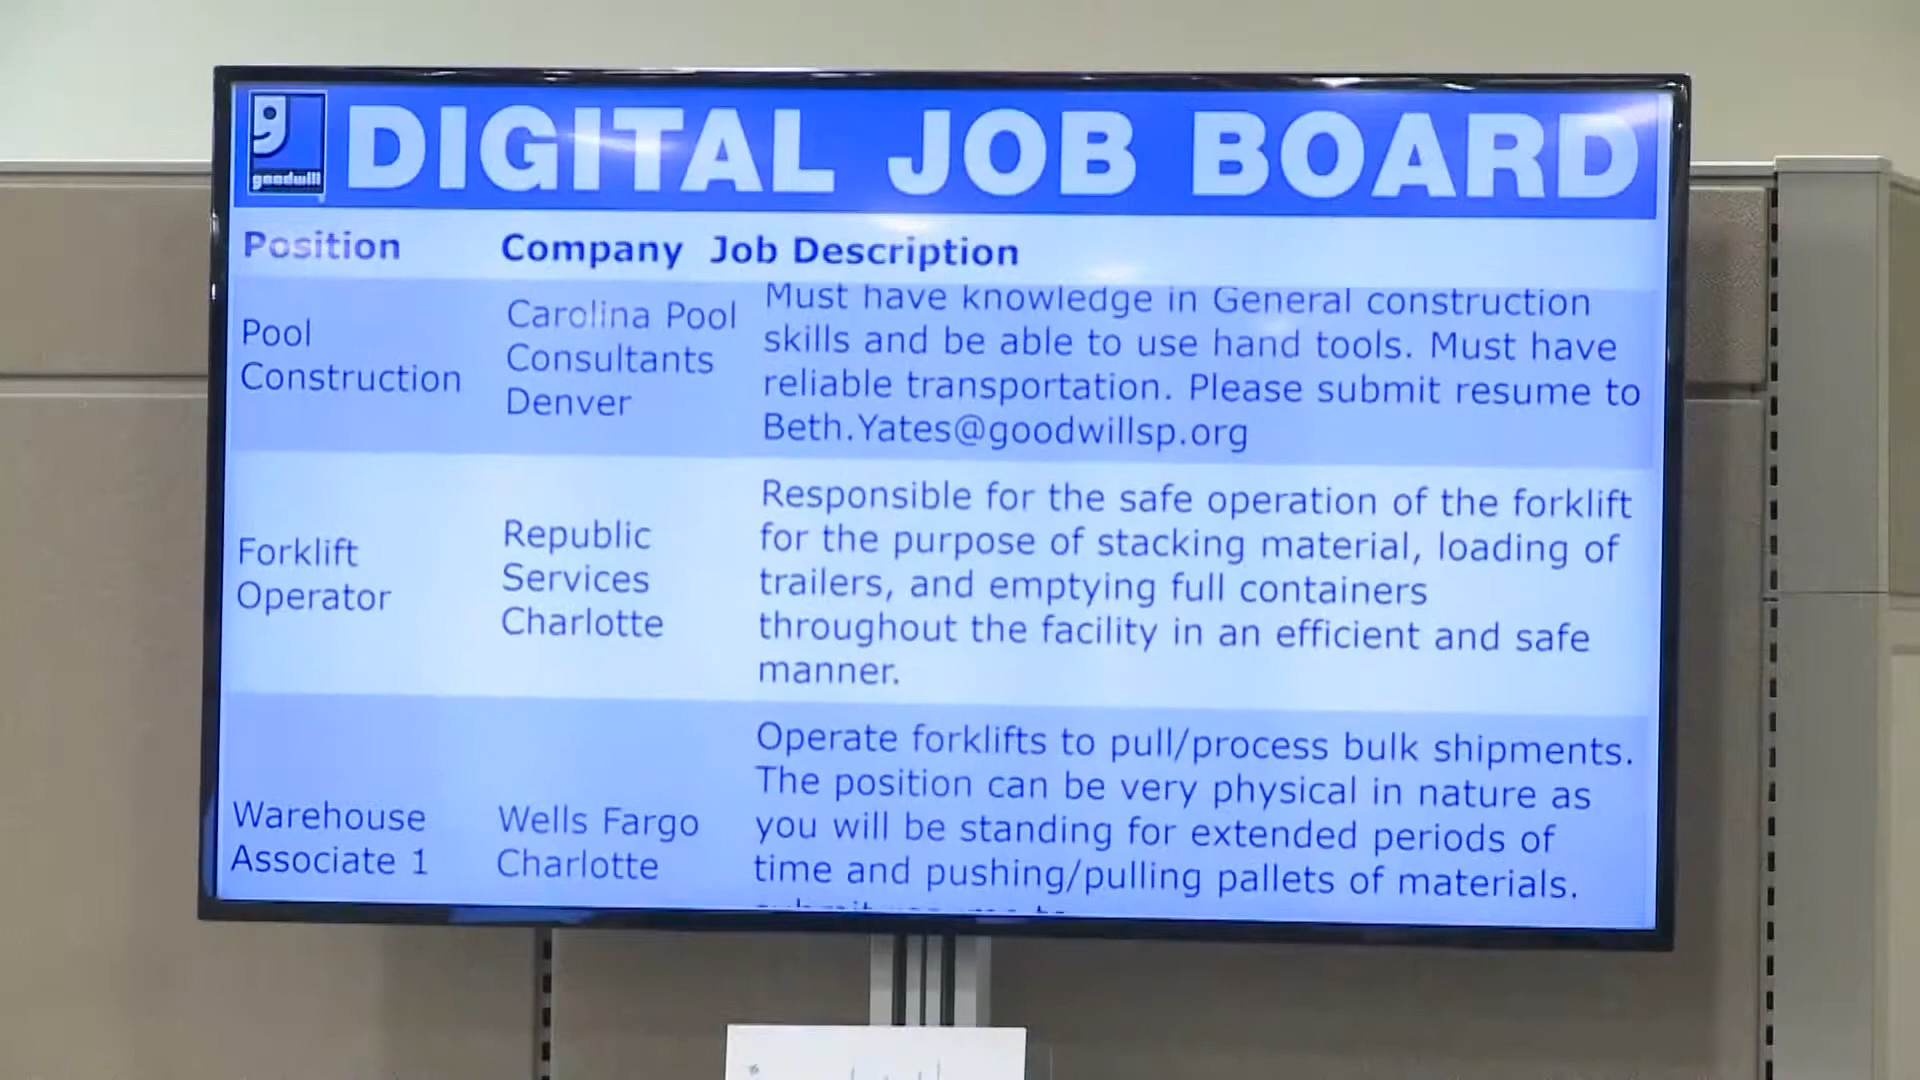 goodwill
DIGITAL JOB BOARD
Position Company Job Description
Pool
Construction
Carolina Pool
Consultants
Denver
Must have knowledge in General construction
skills and be able to use hand tools. Must have
reliable transportation. Please submit resume to
Beth.Yates@goodwillsp.org
Forklift
Operator
Republic
Services
Charlotte
Responsible for the safe operation of the forklift
for the purpose of stacking material, loading of
trailers, and emptying full containers
throughout the facility in an efficient and safe
manner.
Warehouse
Associate 1
Wells Fargo
Charlotte
Operate forklifts to pull/process bulk shipments.
The position can be very physical in nature as
you will be standing for extended periods of
time and pushing/pulling pallets of materials.